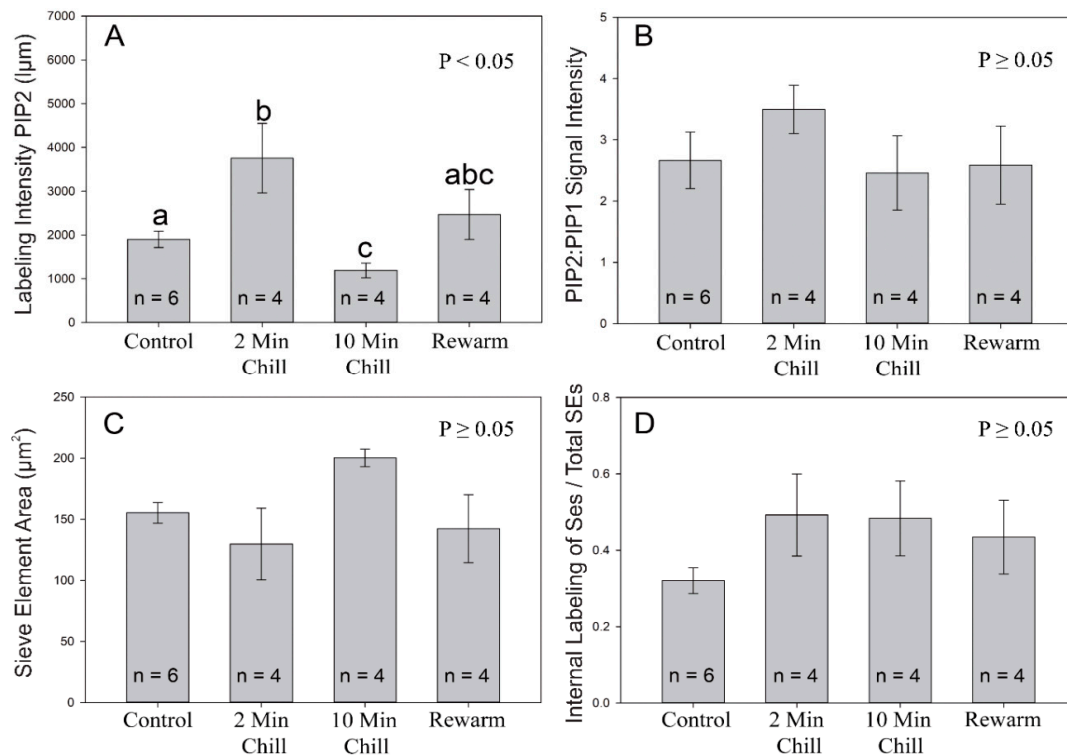 A
P < 0.05
Labeling Intensity PIP2 (Iµm)
7000
6000
5000
4000
3000
2000
1000
0
a
b
c
abc
n = 6
n = 4
n = 4
n = 4
Control
2 Min
Chill
10 Min
Chill
Rewarm
B
P ≥ 0.05
PIP2:PIP1 Signal Intensity
5
4
3
2
1
0
n = 6
n = 4
n = 4
n = 4
Control
2 Min
Chill
10 Min
Chill
Rewarm
C
P ≥ 0.05
Sieve Element Area (µm²)
250
200
150
100
50
0
n = 6
n = 4
n = 4
n = 4
Control
2 Min
Chill
10 Min
Chill
Rewarm
D
P ≥ 0.05
Internal Labeling of Ses / Total SEs
0.8
0.6
0.4
0.2
0.0
n = 6
n = 4
n = 4
n = 4
Control
2 Min
Chill
10 Min
Chill
Rewarm